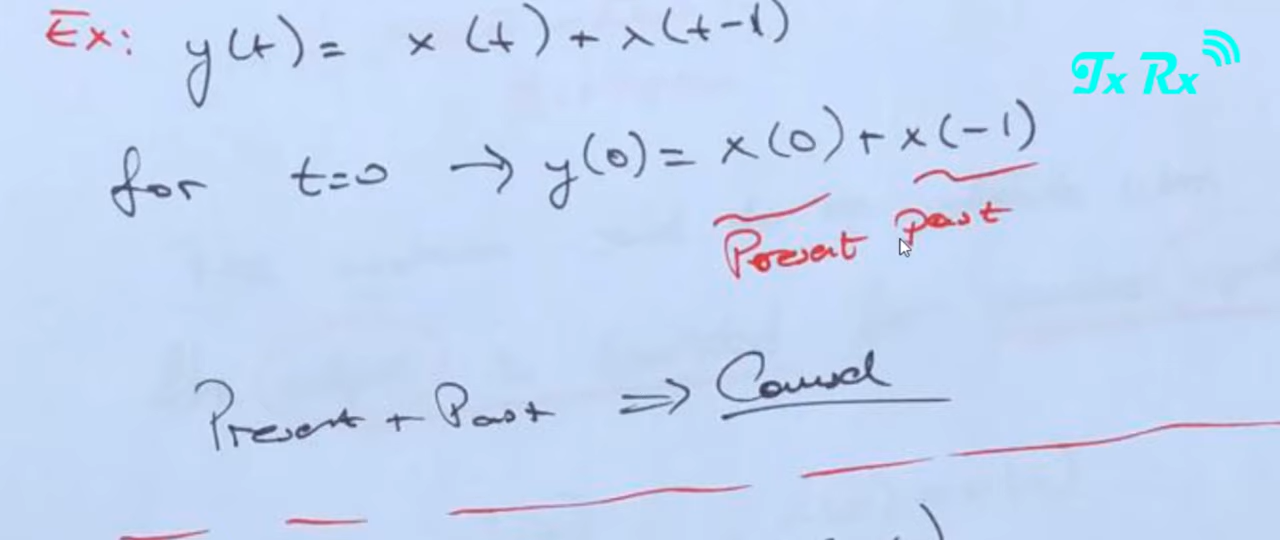 Ex: y(t) = x(t) + x(t-1)
Tx Rx
for t=0 → y(0) = x(0) + x(-1)
Present past
Present + Past ⇒ Causal